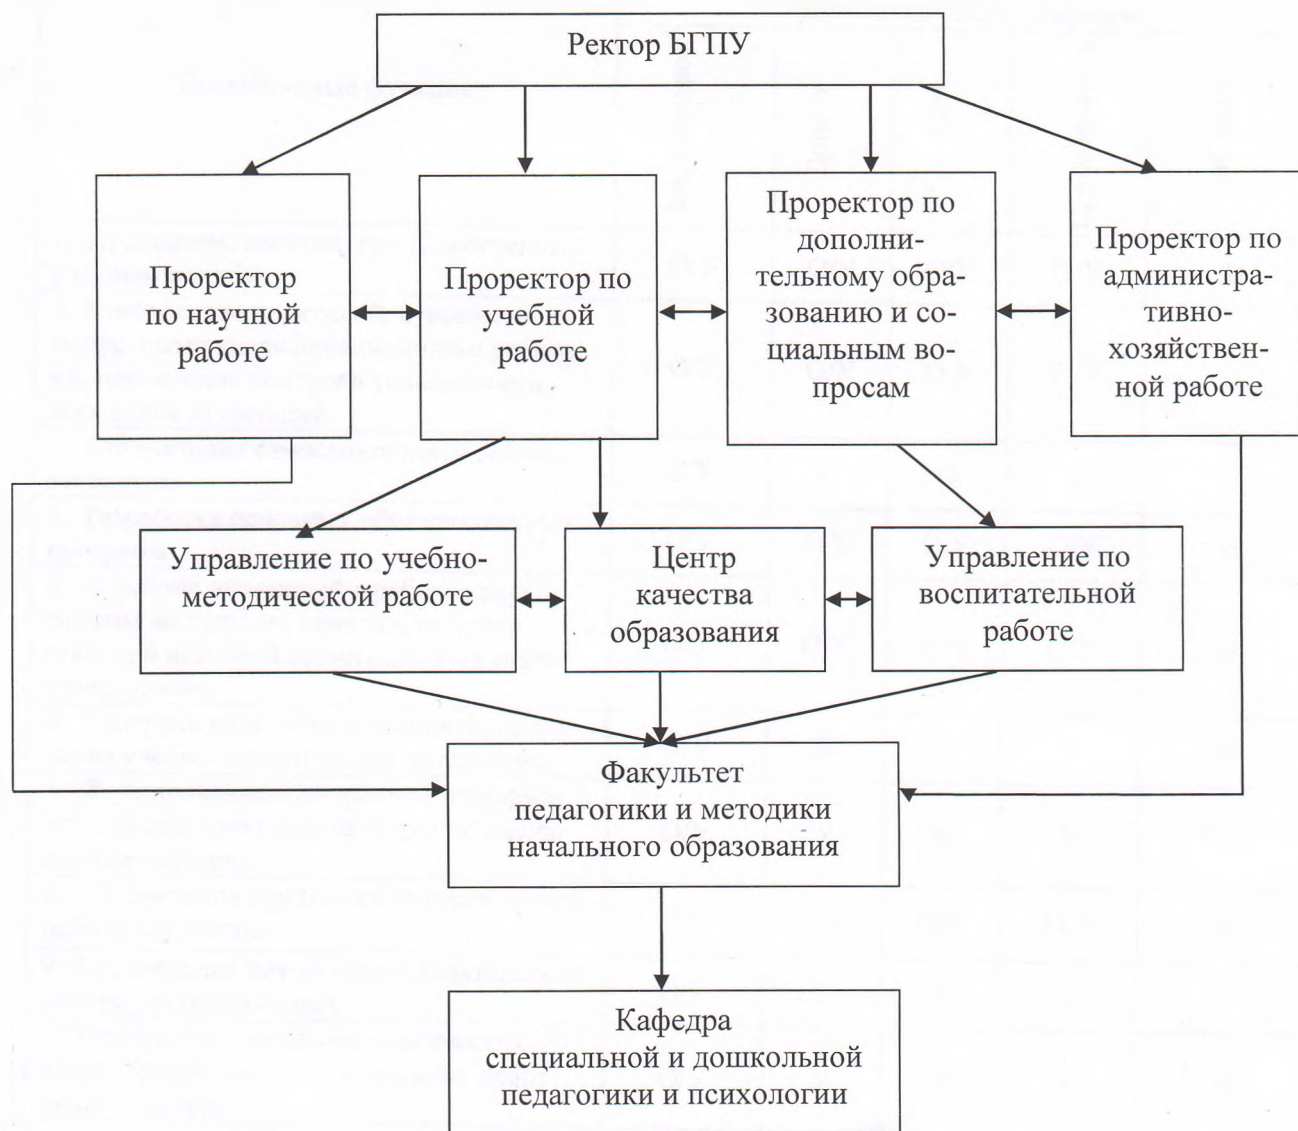 Ректор БГПУ
Проректор
по научной
работе
Проректор по
учебной
работе
Проректор по
дополни-
тельному обра-
зованию и со-
циальным во-
просам
Проректор по
администра-
тивно-
хозяйствен-
ной работе
Управление по учебно-
методической работе
Центр
качества
образования
Управление по
воспитательной
работе
Факультет
педагогики и методики
начального образования
Кафедра
специальной и дошкольной
педагогики и психологии